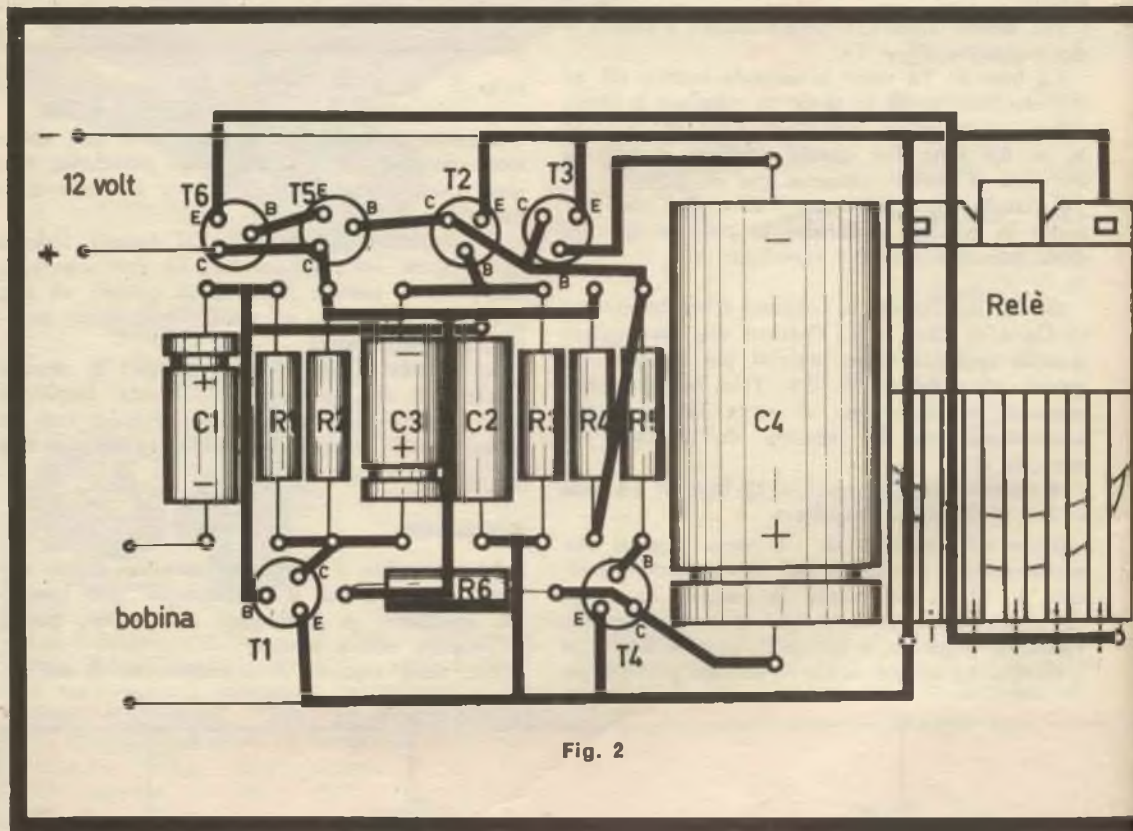 -
12 volt
+
T6
T5
T2
T3
E
B
C
E
B
C
C
E
B
C
E
B
-
+
C1
-
R1
R2
-
C3
+
C2
R3
R4
R5
-
C4
+
Relè
bobina
B
C
E
T1
R6
B
E
C
T4
Fig. 2